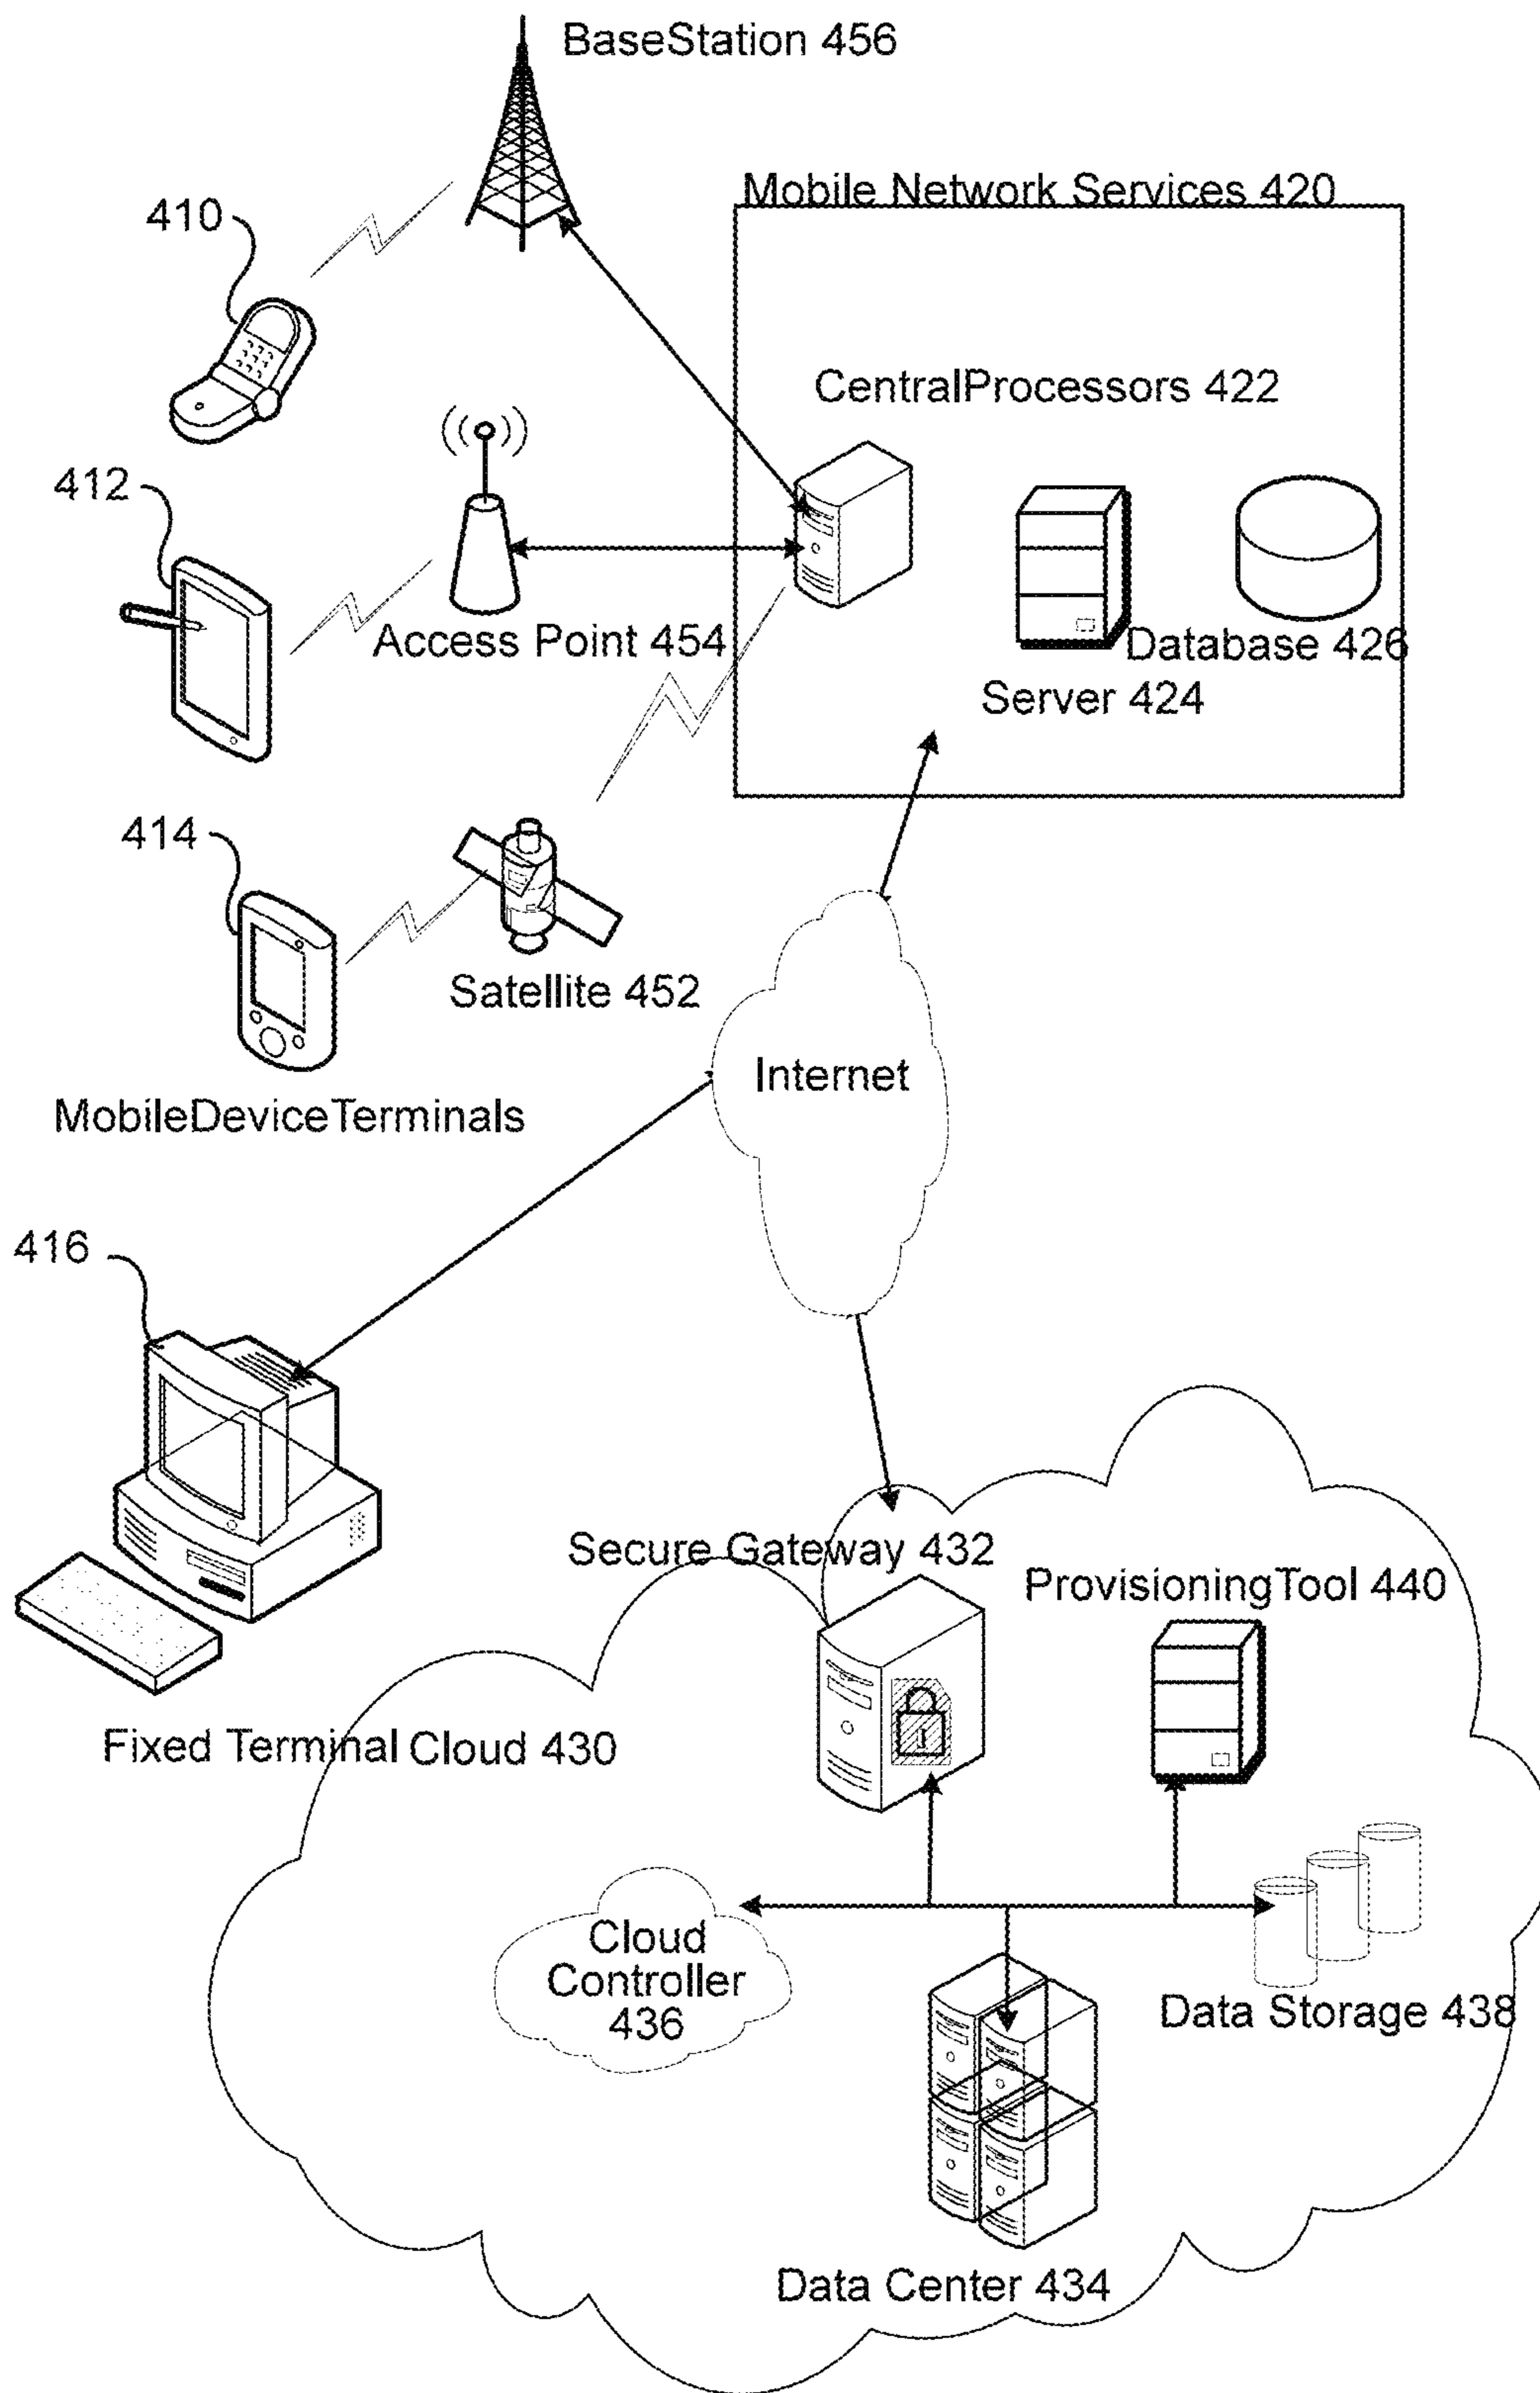 BaseStation 456
Mobile Network Services 420
410
CentralProcessors 422
412
Access Point 454
Database 426
Server 424
414
Satellite 452
Internet
MobileDeviceTerminals
416
Secure Gateway 432
ProvisioningTool 440
Fixed Terminal
Cloud 430
Cloud
Controller
436
Data Storage 438
Data Center 434